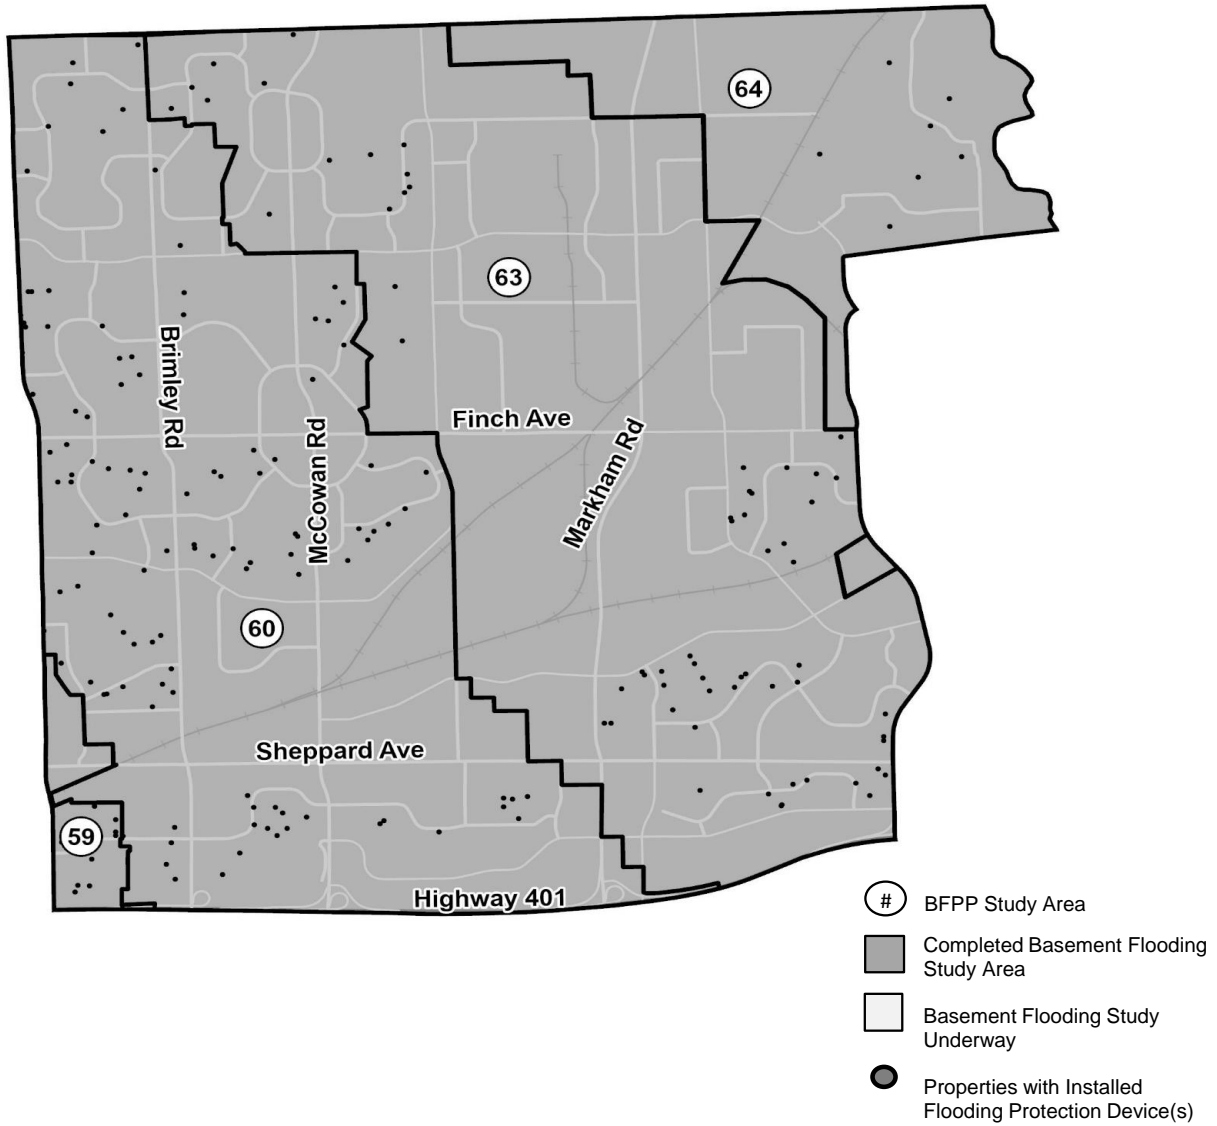 64
63
Brimley Rd
Finch Ave
McCowan Rd
Markham Rd
60
Sheppard Ave
59
Highway 401
# BFPP Study Area
Completed Basement Flooding
Study Area
Basement Flooding Study
Underway
Properties with Installed
Flooding Protection Device(s)